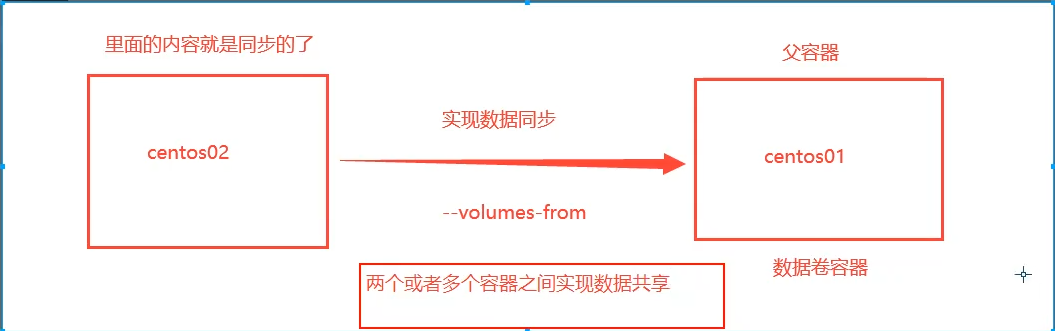 里面的内容就是同步的了
父容器
实现数据同步
centos02
centos01
--volumes-from
数据卷容器
两个或者多个容器之间实现数据共享